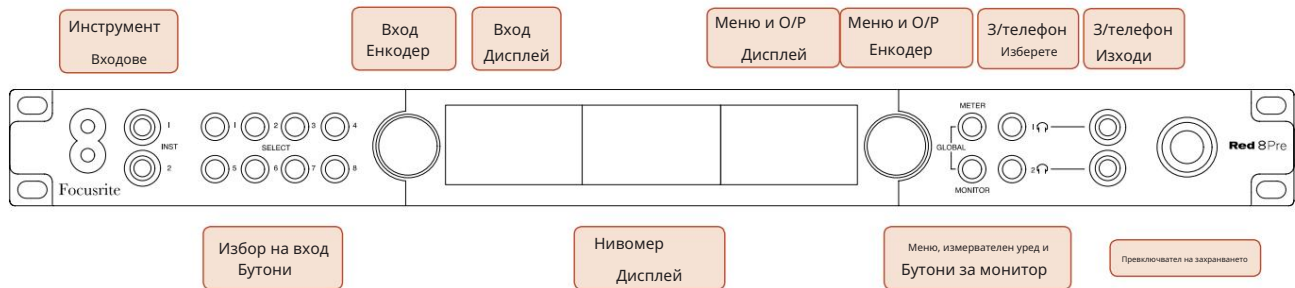 Инструмент
Входове
Вход
Енкодер
Вход
Дисплей
Меню и O/P
Дисплей
Меню и O/P
Енкодер
З/телефон
Изберете
З/телефон
Изходи
1
INST
2
1
2
3
4
SELECT
5
6
7
8
Focusrite
METER
GLOBAL
MONITOR
1
2
Red 8Pre
Избор на вход
Бутони
Нивомер
Дисплей
Меню, измервателен уред и
Бутони за монитор
Превключвател на захранването